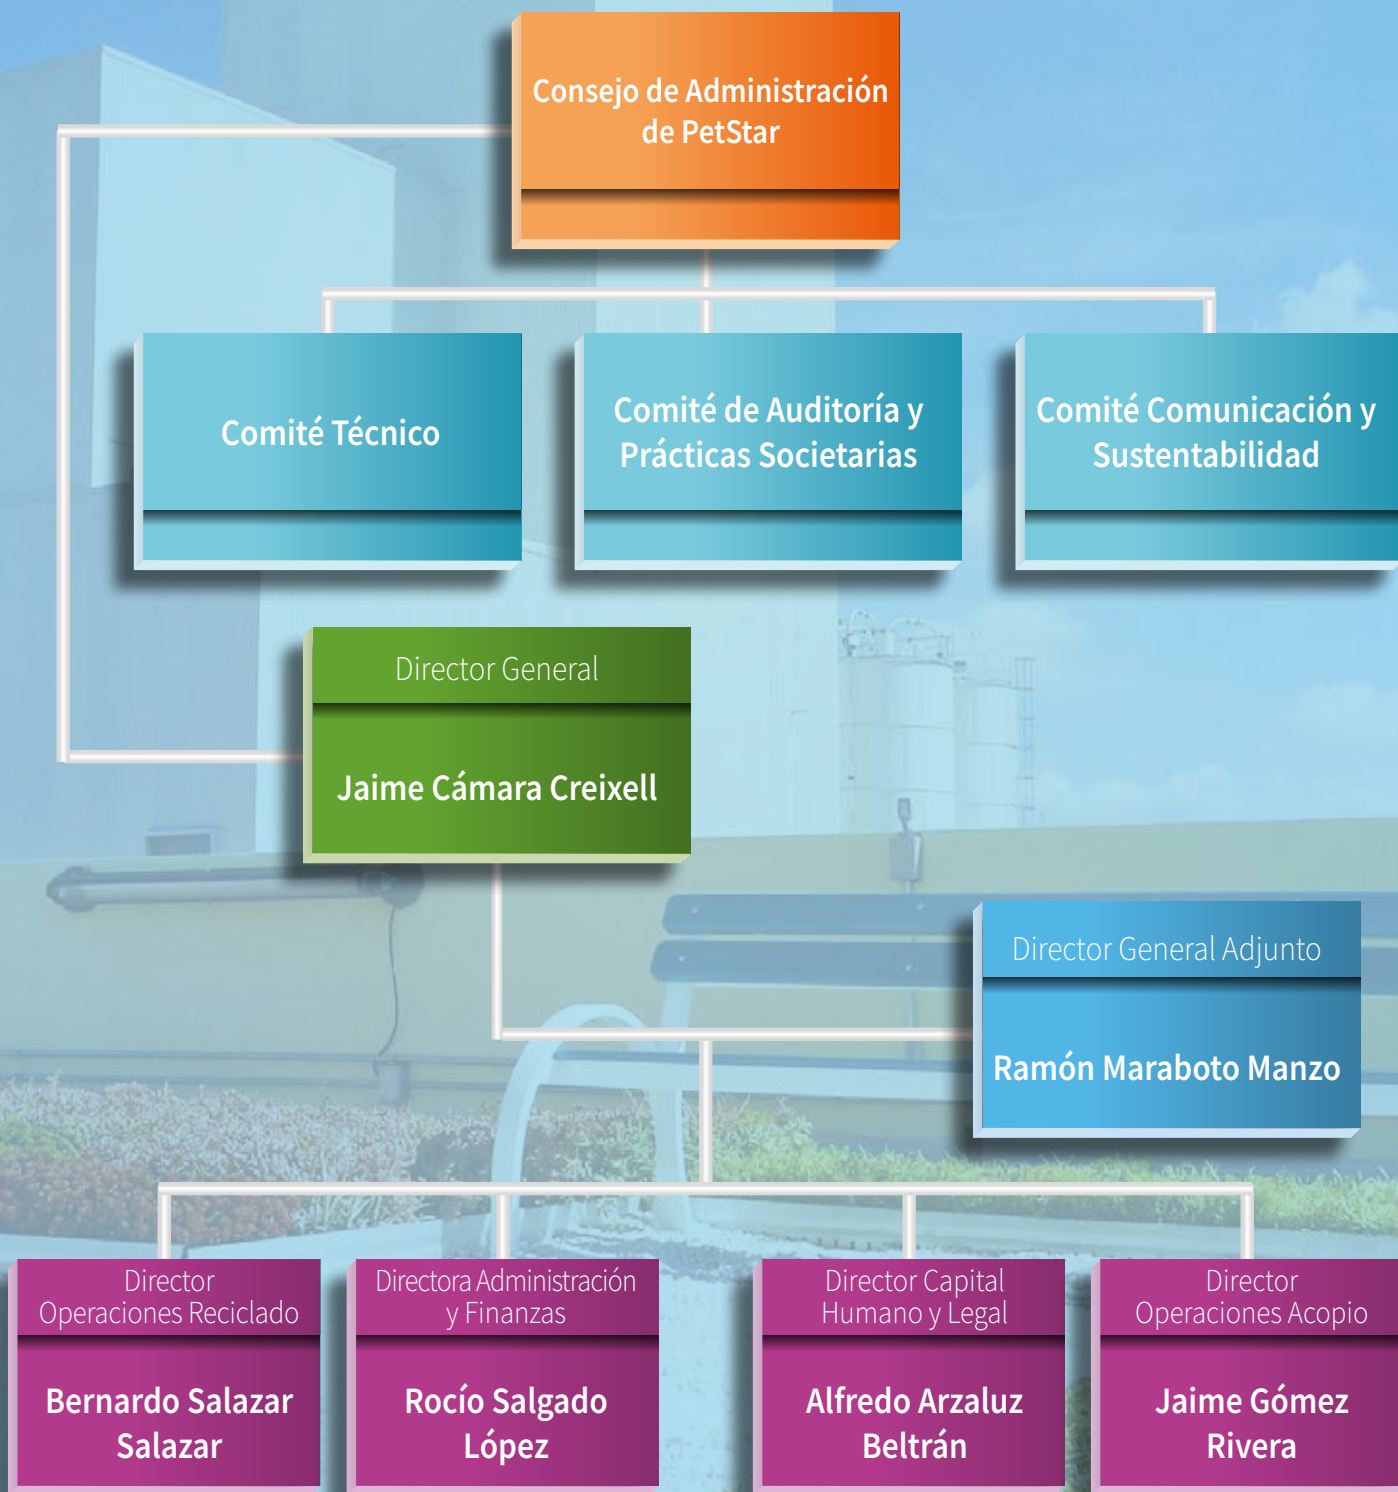 Consejo de Administración
de PetStar
Comité Técnico
Comité de Auditoría y
Prácticas Societarias
Comité Comunicación y
Sustentabilidad
Director General
Jaime Cámara Creixell
Director General Adjunto
Ramón Maraboto Manzo
Director
Operaciones Reciclado
Bernardo Salazar
Salazar
Directora Administración
y Finanzas
Rocío Salgado
López
Director Capital
Humano y Legal
Alfredo Arzaluz
Beltrán
Director
Operaciones Acopio
Jaime Gómez
Rivera